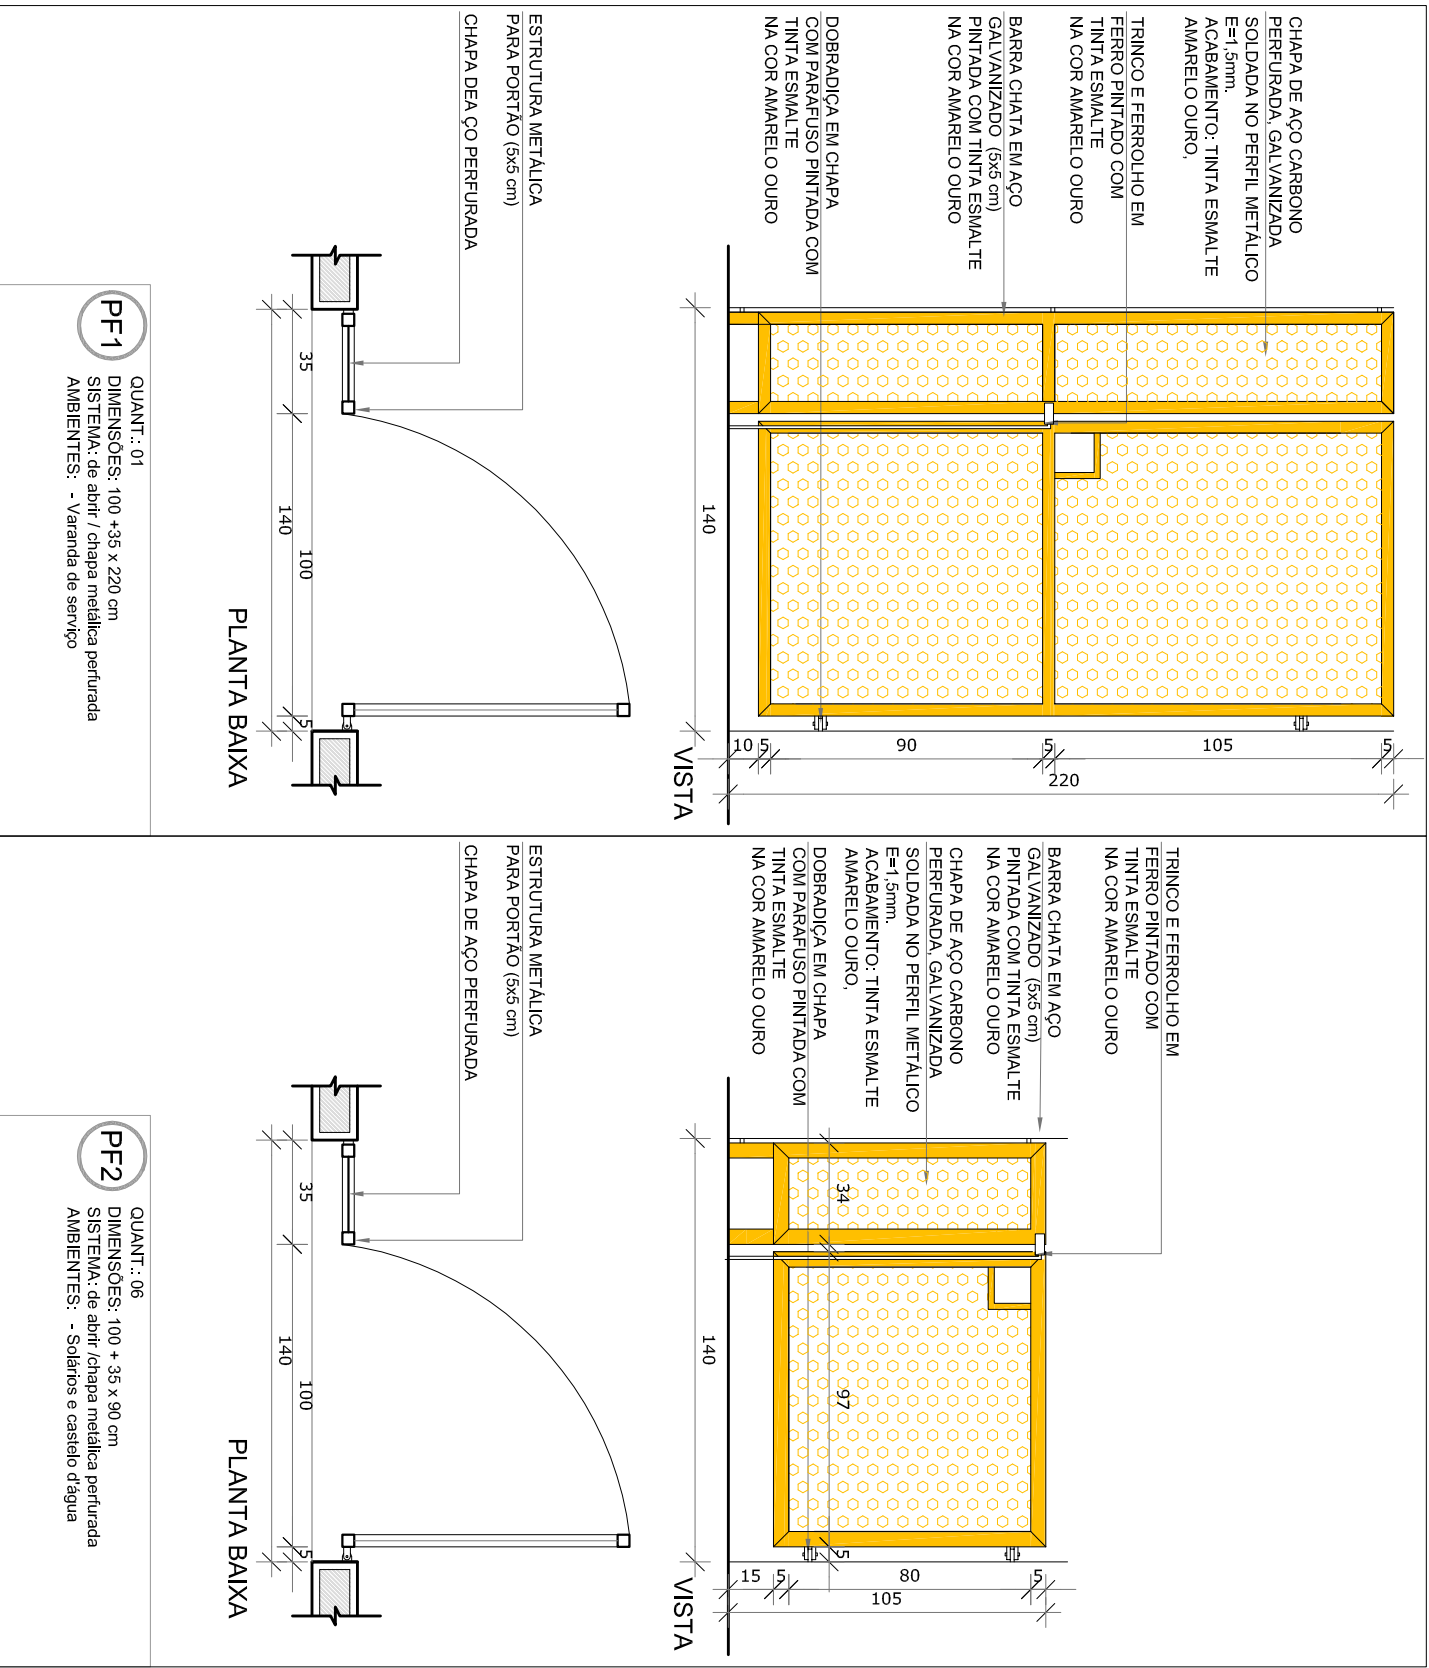 CHAPA DE AÇO CARBONO
PERFURADA, GALVANIZADA
SOLDADA NO PERFIL METÁLICO
E=1,5mm.
ACABAMENTO: TINTA ESMALTE
AMARELO OURO,
TRINCO E FERROLHO EM
FERRO PINTADO COM
TINTA ESMALTE
NA COR AMARELO OURO
BARRA CHATA EM AÇO
GALVANIZADO (5x5 cm)
PINTADA COM TINTA ESMALTE
NA COR AMARELO OURO
DOBRADIÇA EM CHAPA
COM PARAFUSO PINTADA COM
TINTA ESMALTE
NA COR AMARELO OURO
5
105
5
90
5
10
220
140
VISTA
ESTRUTURA METÁLICA
PARA PORTÃO (5x5 cm)
CHAPA DEA ÇO PERFURADA
35
100
5
140
PLANTA BAIXA
PF1
QUANT.: 01
DIMENSÕES: 100 +35 x 220 cm
SISTEMA: de abrir / chapa metálica perfurada
AMBIENTES: - Varanda de serviço
TRINCO E FERROLHO EM
FERRO PINTADO COM
TINTA ESMALTE
NA COR AMARELO OURO
BARRA CHATA EM AÇO
GALVANIZADO (5x5 cm)
PINTADA COM TINTA ESMALTE
NA COR AMARELO OURO
CHAPA DE AÇO CARBONO
PERFURADA, GALVANIZADA
SOLDADA NO PERFIL METÁLICO
E=1,5mm.
ACABAMENTO: TINTA ESMALTE
AMARELO OURO,
DOBRADIÇA EM CHAPA
COM PARAFUSO PINTADA COM
TINTA ESMALTE
NA COR AMARELO OURO
34
97
5
5
80
5
15
105
140
VISTA
ESTRUTURA METÁLICA
PARA PORTÃO (5x5 cm)
CHAPA DE AÇO PERFURADA
35
100
5
140
PLANTA BAIXA
PF2
QUANT.: 06
DIMENSÕES: 100 + 35 x 90 cm
SISTEMA: de abrir /chapa metálica perfurada
AMBIENTES: - Solários e castelo d'água